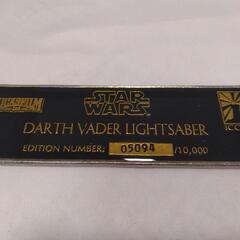 STAR
WARS
DARTH VADER LIGHTSABER
EDITION NUMBER: 05094 /10,000